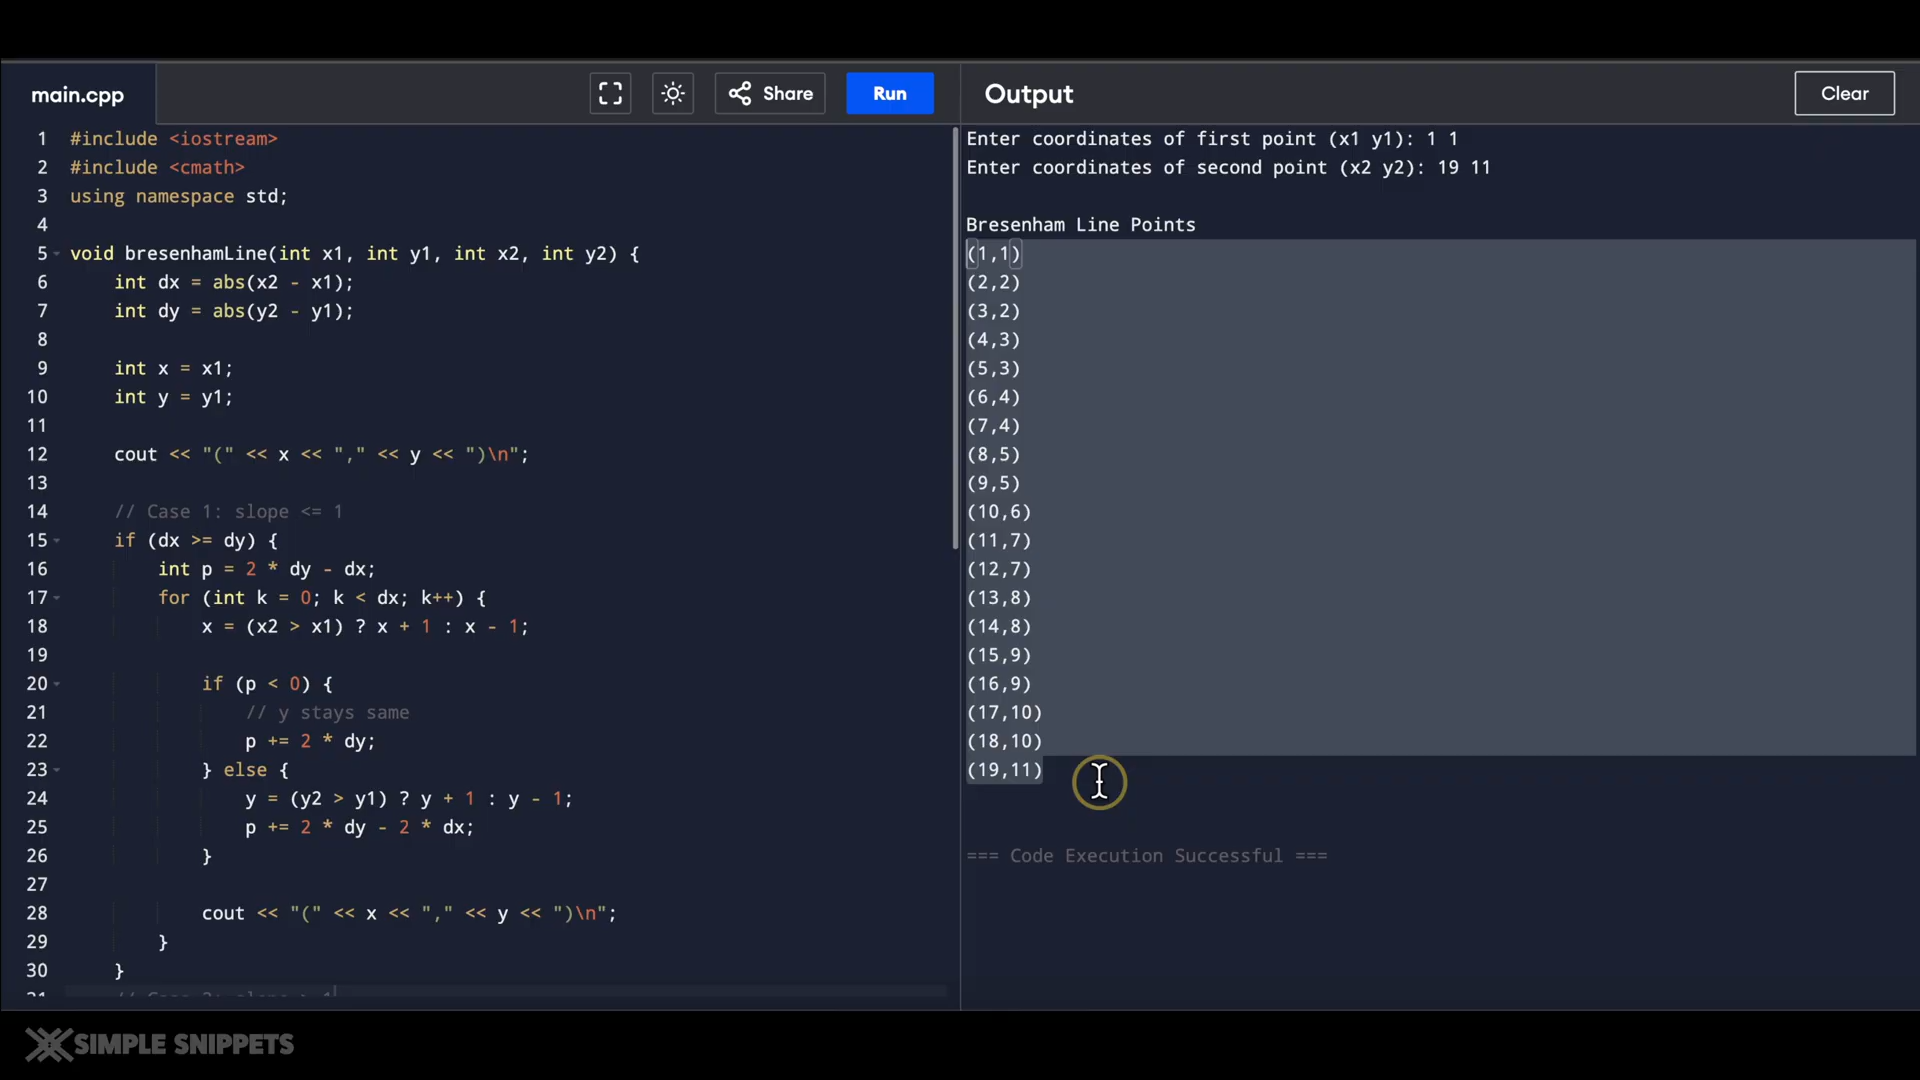 main.cpp
Share
Run
Output
Clear
1 #include <iostream>
2 #include <cmath>
3 using namespace std;
4
5 void bresenhamLine(int x1, int y1, int x2, int y2) {
6 int dx = abs(x2 - x1);
7 int dy = abs(y2 - y1);
8
9 int x = x1;
10 int y = y1;
11
12 cout << "(" << x << "," << y << ")\n";
13
14 // Case 1: slope <= 1
15 if (dx >= dy) {
16 int p = 2 * dy - dx;
17 for (int k = 0; k < dx; k++) {
18 x = (x2 > x1) ? x + 1 : x - 1;
19
20 if (p < 0) {
21 // y stays same
22 p += 2 * dy;
23 } else {
24 y = (y2 > y1) ? y + 1 : y - 1;
25 p += 2 * dy - 2 * dx;
26 }
27
28 cout << "(" << x << "," << y << ")\n";
29 }
30 }
Enter coordinates of first point (x1 y1): 1 1
Enter coordinates of second point (x2 y2): 19 11
Bresenham Line Points
(1,1)
(2,2)
(3,2)
(4,3)
(5,3)
(6,4)
(7,4)
(8,5)
(9,5)
(10,6)
(11,7)
(12,7)
(13,8)
(14,8)
(15,9)
(16,9)
(17,10)
(18,10)
(19,11)
=== Code Execution Successful ===
SIMPLE SNIPPETS